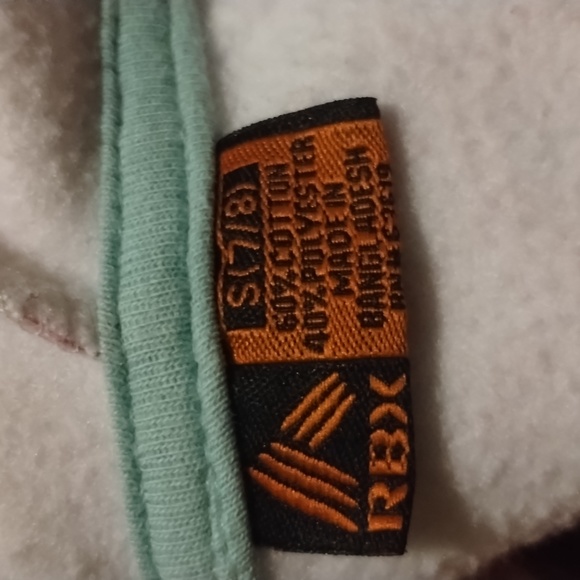 S(7/8)
60% COTTON
40% POLYESTER
MADE IN
BANGLADESH
RBX